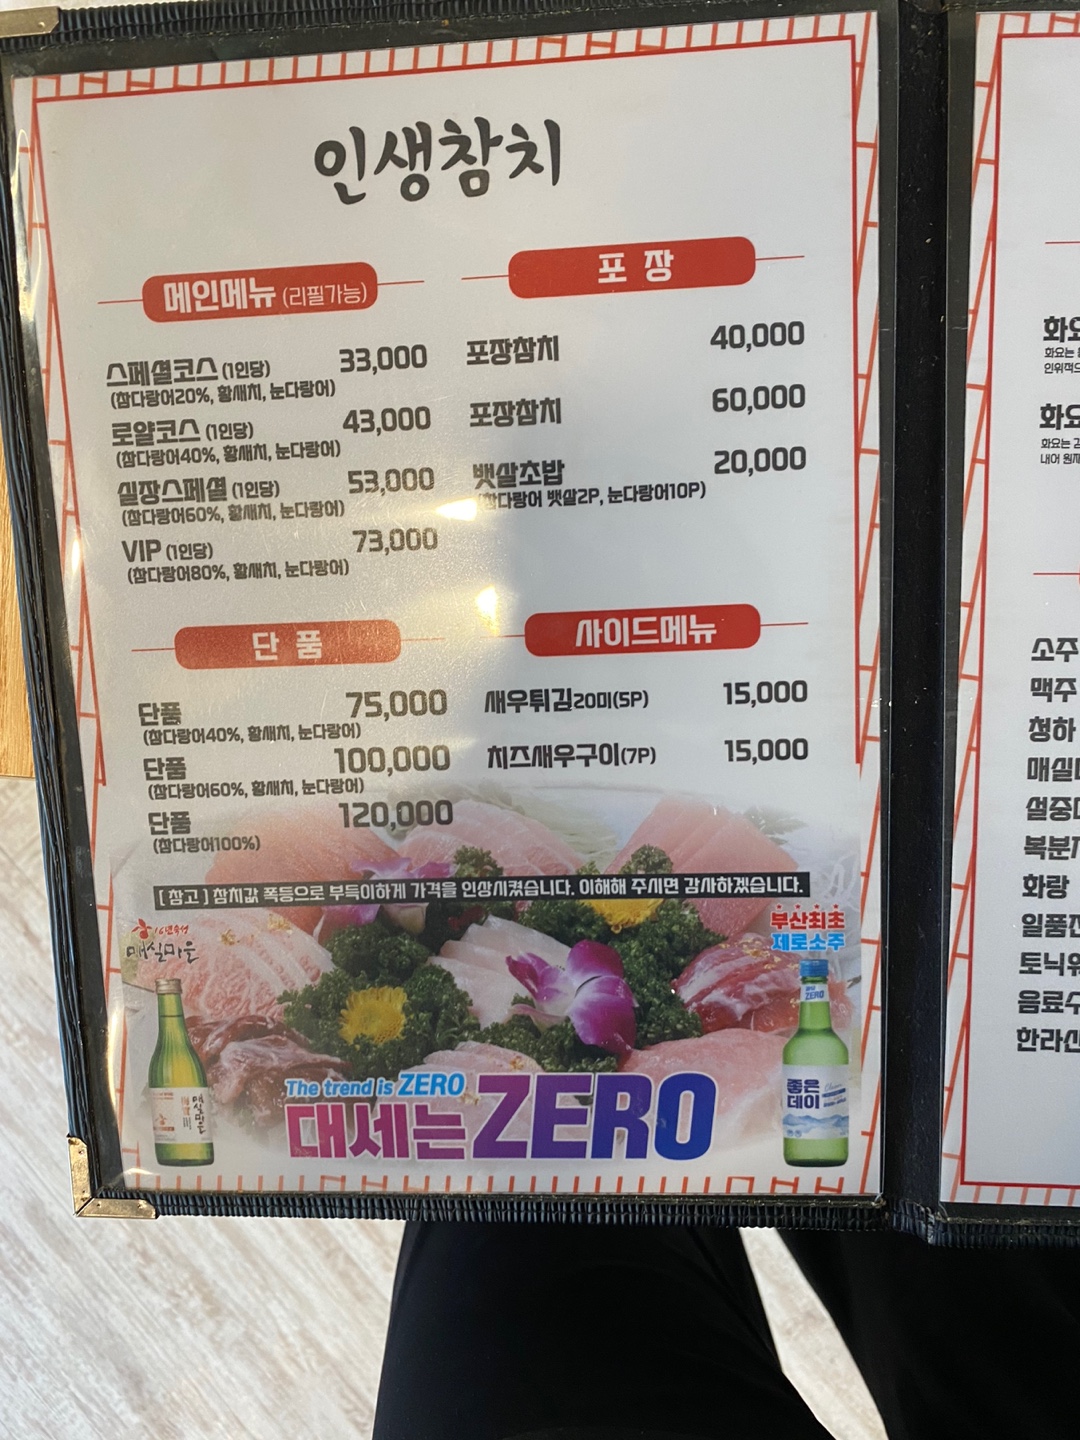 인생참치
메인메뉴 (리필가능)
스페셜코스 (1인당) 33,000
(참다랑어20%, 황새치, 눈다랑어)
로얄코스 (1인당) 43,000
(참다랑어40%, 황새치, 눈다랑어)
실장스페셜 (1인당) 53,000
(참다랑어60%, 황새치, 눈다랑어)
VIP (1인당) 73,000
(참다랑어80%, 황새치, 눈다랑어)
포 장
포장참치 40,000
포장참치 60,000
뱃살초밥 20,000
(참다랑어 뱃살2P, 눈다랑어10P)
단 품
단품 75,000
(참다랑어40%, 황새치, 눈다랑어)
단품 100,000
(참다랑어60%, 황새치, 눈다랑어)
단품 120,000
(참다랑어100%)
사이드메뉴
새우튀김20미(5P) 15,000
치즈새우구이(7P) 15,000
[ 참고 ] 참치값 폭등으로 부득이하게 가격을 인상시켰습니다. 이해해 주시면 감사하겠습니다.
매실마을
부산최초
제로소주
ZERO
좋은
데이
The trend is ZERO
대세는 ZERO
화요
화요는
화요
화요는
내어
소주
맥주
청하
매실
설중
복분
화랑
일품
토닉
음료
한라